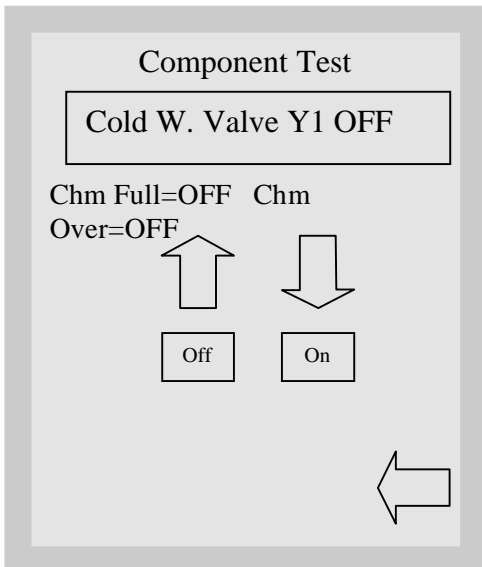 Component Test
Cold W. Valve Y1 OFF
Chm Full=OFF Chm
Over=OFF
Off On